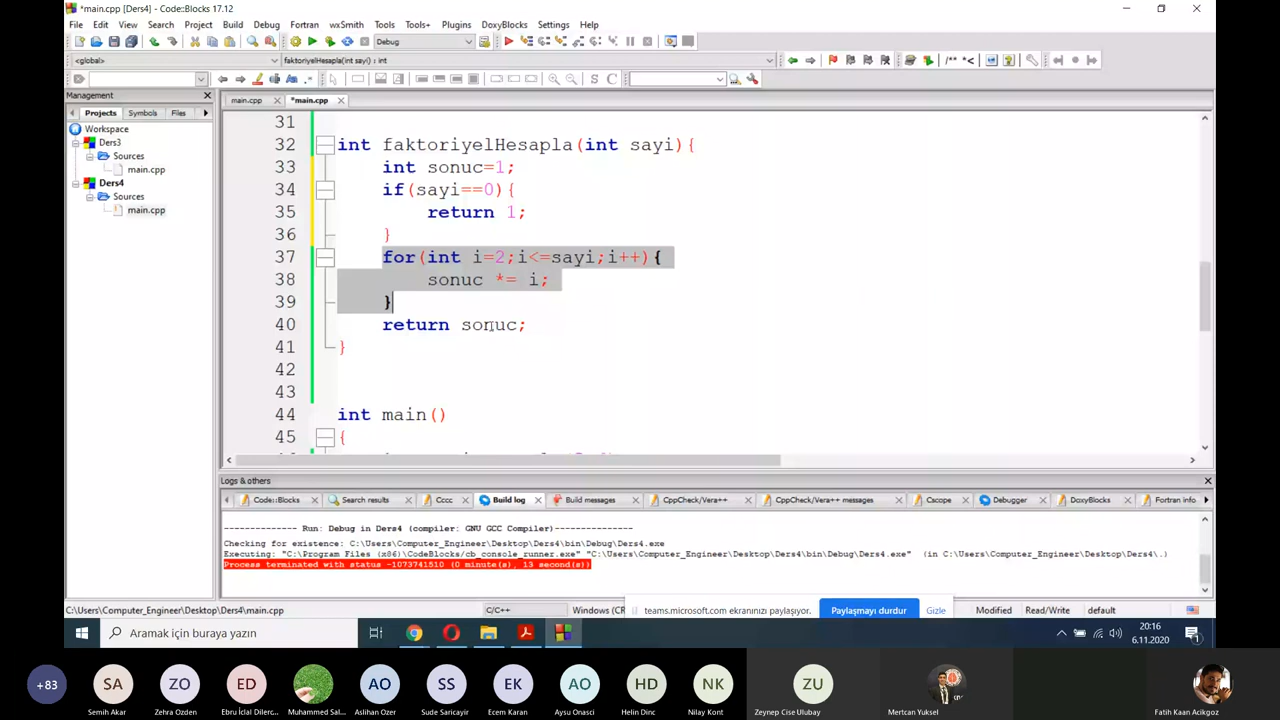 *main.cpp [Ders4] - Code::Blocks 17.12
File Edit View Search Project Build Debug Fortran wxSmith Tools Tools+ Plugins DoxyBlocks Settings Help
Debug
<global> faktoriyelHesapla(int sayi) : int
/** *<
S C
Management
main.cpp *main.cpp
Projects Symbols Files
Workspace
Ders3
Sources
main.cpp
Ders4
Sources
main.cpp
31
32 int faktoriyelHesapla(int sayi){
33 int sonuc=1;
34 if(sayi==0){
35 return 1;
36 }
37 for(int i=2;i<=sayi;i++){
38 sonuc *= i;
39 }
40 return sonuc;
41 }
42
43
44 int main()
45 {
Logs & others
Code::Blocks Search results Cccc Build log Build messages CppCheck/Vera++ CppCheck/Vera++ messages Cscope Debugger DoxyBlocks Fortran info
-------------- Run: Debug in Ders4 (compiler: GNU GCC Compiler)---------------
Checking for existence: C:\Users\Computer_Engineer\Desktop\Ders4\bin\Debug\Ders4.exe
Executing: "C:\Program Files (x86)\CodeBlocks/cb_console_runner.exe" "C:\Users\Computer_Engineer\Desktop\Ders4\bin\Debug\Ders4.exe" (in C:\Users\Computer_Engineer\Desktop\Ders4\.)
Process terminated with status -1073741510 (0 minute(s), 13 second(s))
C:\Users\Computer_Engineer\Desktop\Ders4\main.cpp C/C++ Windows (CR Modified Read/Write default
teams.microsoft.com ekranınızı paylaşıyor. Paylaşmayı durdur Gizle
Aramak için buraya yazın
20:16
6.11.2020
+83 SA ZO ED AO SS EK AO HD NK ZU
Semih Akar Zehra Ozden Ebru İclal Dilerc... Muhammed Sal... Aslihan Ozer Sude Saricayir Ecem Karan Aysu Onasci Helin Dinc Nilay Kont Zeynep Cise Ulubay Mertcan Yuksel Fatih Kaan Acikgoz